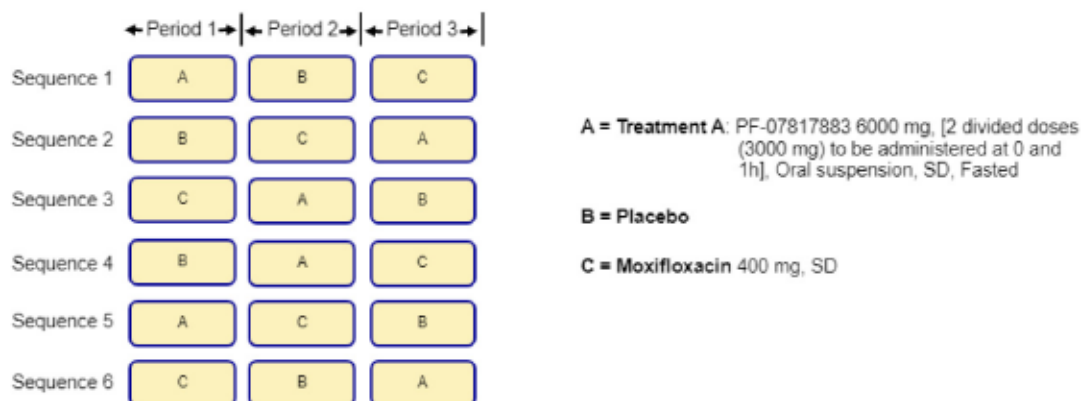 Period 1 Period 2 Period 3
Sequence 1 A B C
Sequence 2 B C A
Sequence 3 C A B
Sequence 4 B A C
Sequence 5 A C B
Sequence 6 C B A
A = Treatment A: PF-07817883 6000 mg, [2 divided doses
(3000 mg) to be administered at 0 and
1h], Oral suspension, SD, Fasted
B = Placebo
C = Moxifloxacin 400 mg, SD